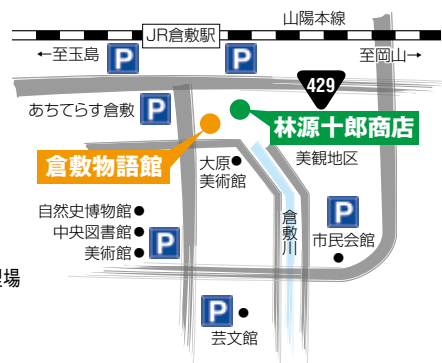 山陽本線
JR倉敷駅
←至玉島
P
P
至岡山→
429
あちてらす倉敷
P
林源十郎商店
倉敷物語館
大原
美術館
美観地区
自然史博物館
中央図書館
美術館
P
倉敷川
P
市民会館
場
P
芸文館